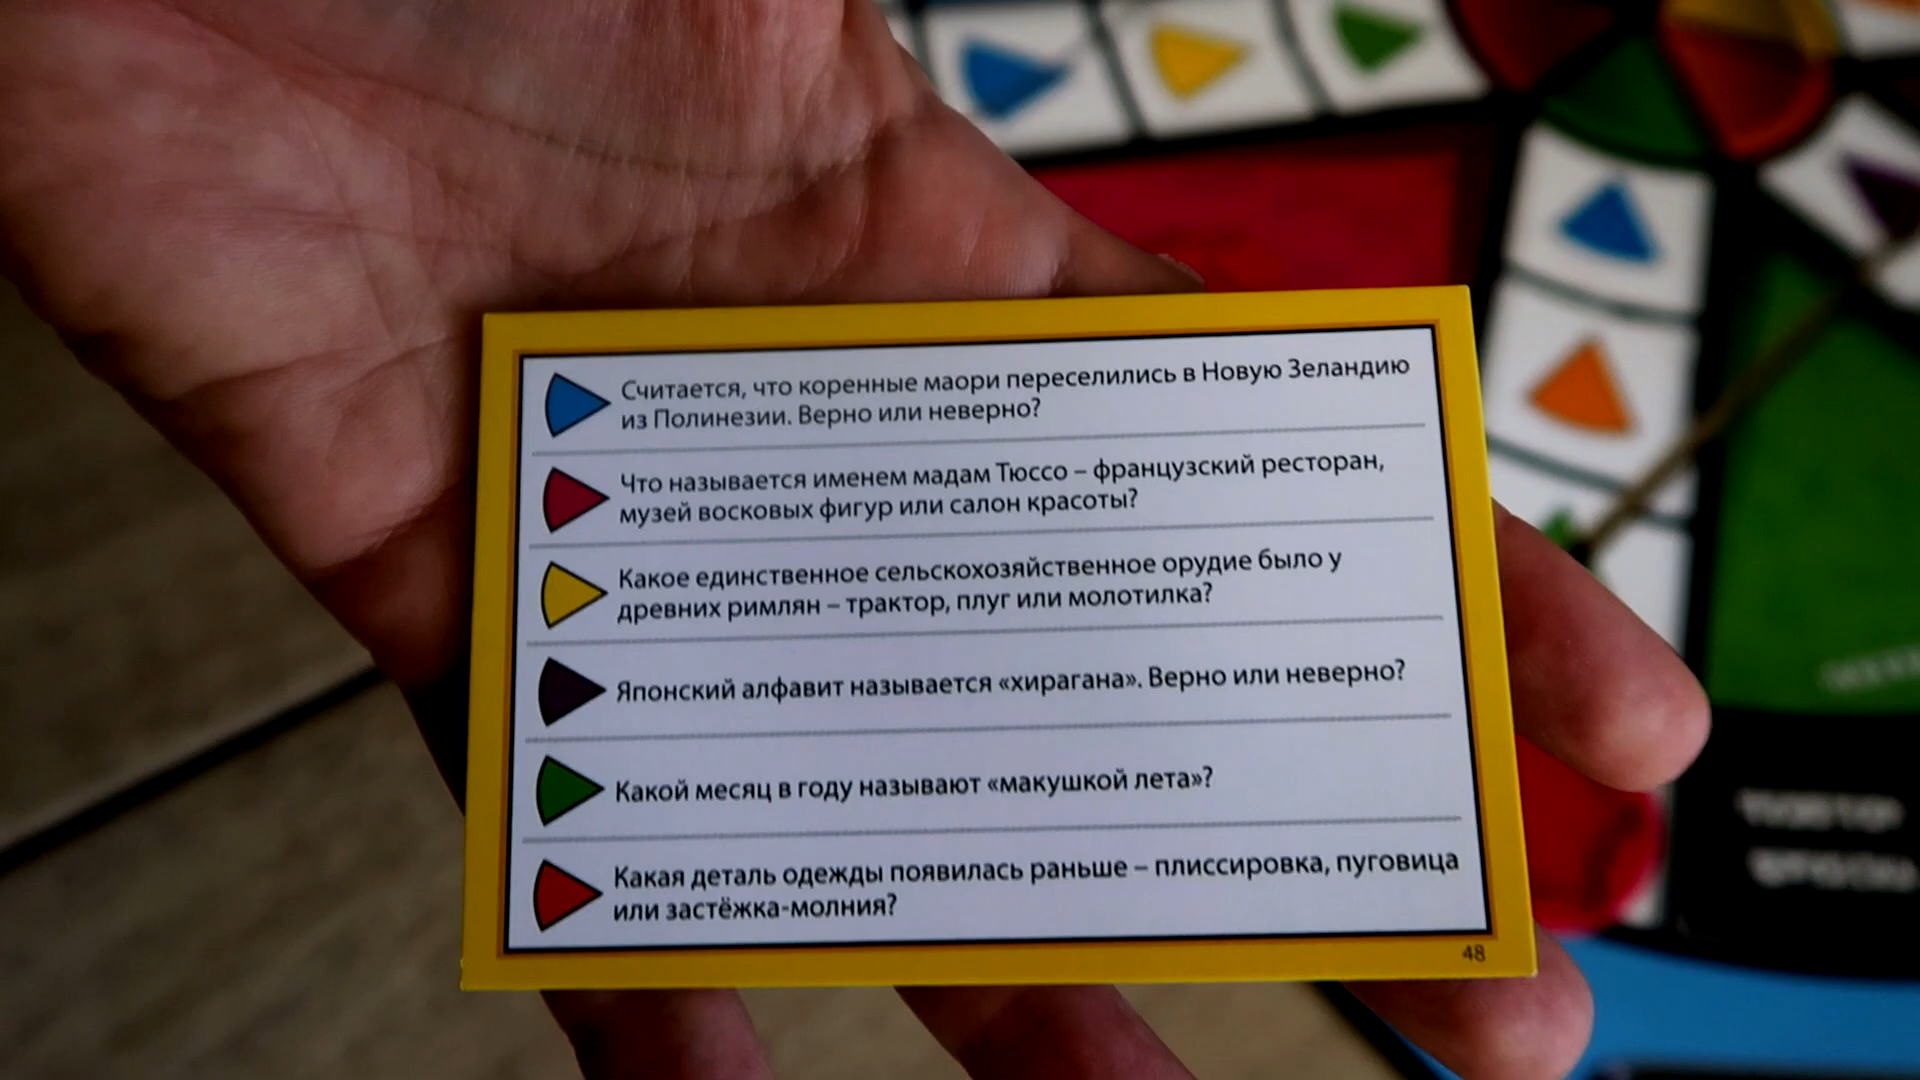 Считается, что коренные маори переселились в Новую Зеландию
из Полинезии. Верно или неверно?
Что называется именем мадам Тюссо – французский ресторан,
музей восковых фигур или салон красоты?
Какое единственное сельскохозяйственное орудие было у
древних римлян – трактор, плуг или молотилка?
Японский алфавит называется «хирагана». Верно или неверно?
Какой месяц в году называют «макушкой лета»?
Какая деталь одежды появилась раньше – плиссировка, пуговица
или застёжка-молния?
48